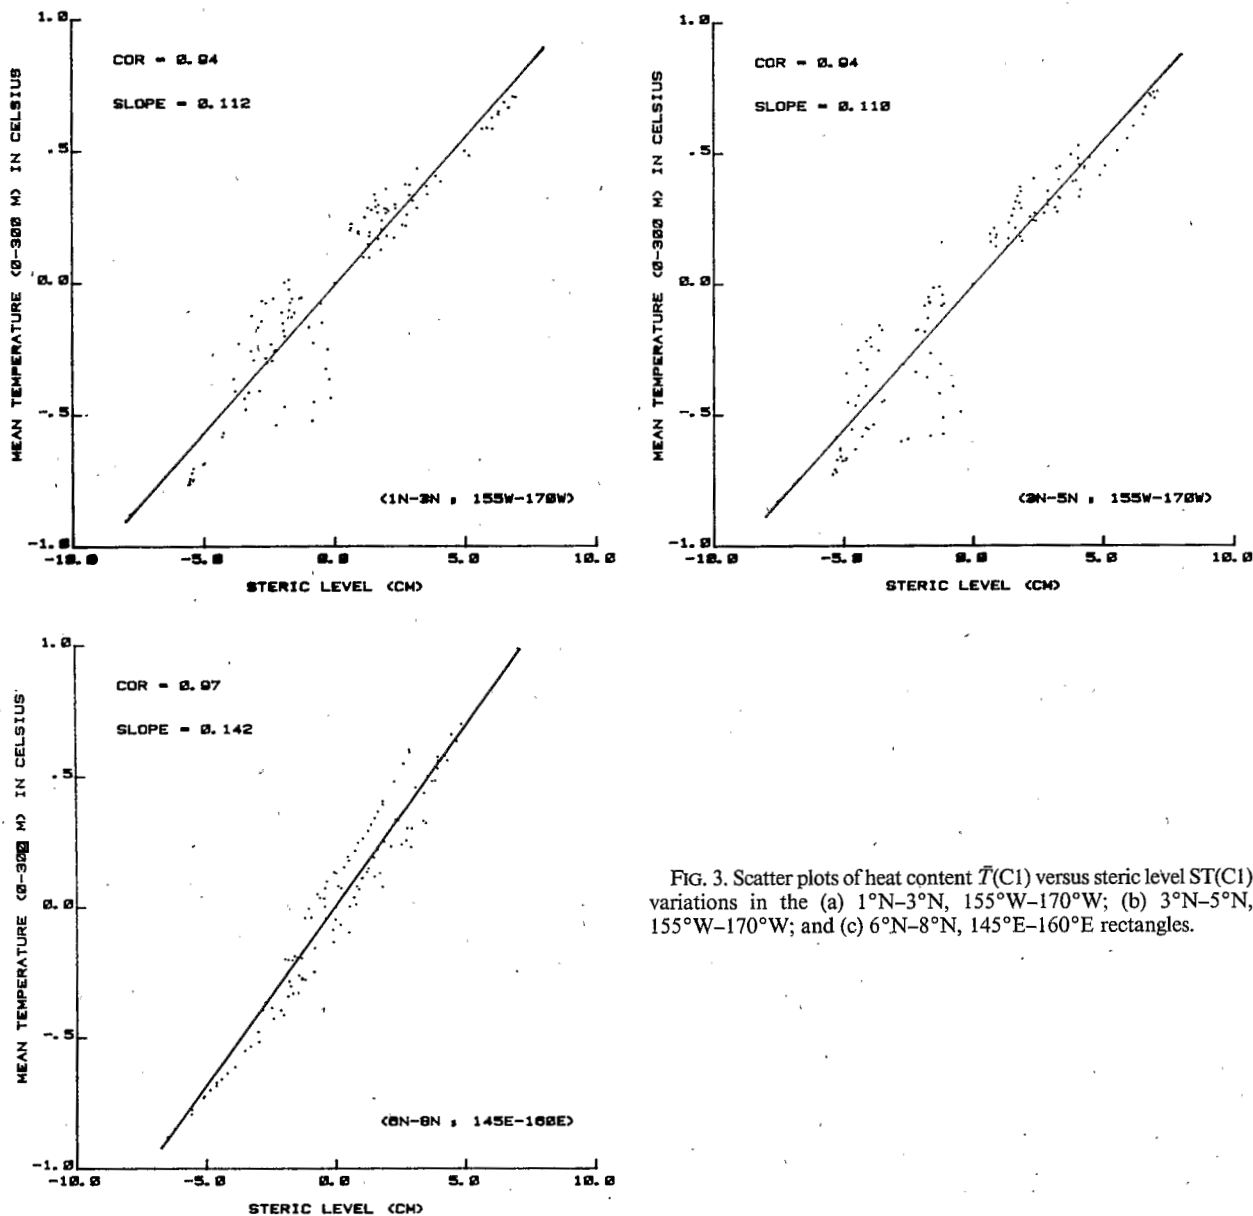 1.0
COR = 0.94
SLOPE = 0.112
.5
0.0
-.5
-1.0
MEAN TEMPERATURE (0-300 M) IN CELSIUS
(1N-3N , 155W-170W)
-10.0 -5.0 0.0 5.0 10.0
STERIC LEVEL (CM)
1.0
COR = 0.94
SLOPE = 0.110
.5
0.0
-.5
-1.0
MEAN TEMPERATURE (0-300 M) IN CELSIUS
(3N-5N , 155W-170W)
-10.0 -5.0 0.0 5.0 10.0
STERIC LEVEL (CM)
1.0
COR = 0.97
SLOPE = 0.142
.5
0.0
-.5
-1.0
MEAN TEMPERATURE (0-300 M) IN CELSIUS
(6N-8N , 145E-160E)
-10.0 -5.0 0.0 5.0 10.0
STERIC LEVEL (CM)
FIG. 3. Scatter plots of heat content T̄(C1) versus steric level ST(C1)
variations in the (a) 1°N–3°N, 155°W–170°W; (b) 3°N–5°N,
155°W–170°W; and (c) 6°N–8°N, 145°E–160°E rectangles.